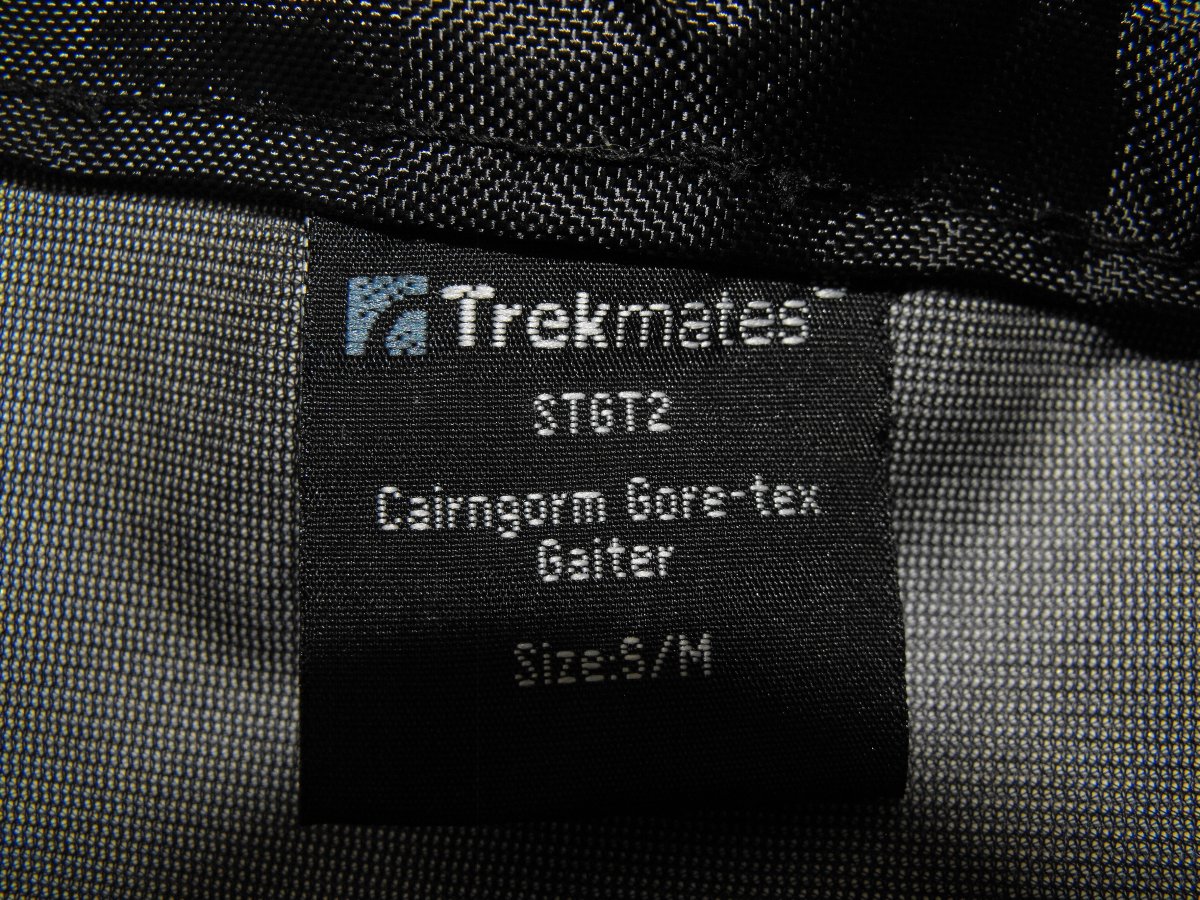 Trekmates
STGT2
Cairngorm Gore-tex
Gaiter
Size:S/M